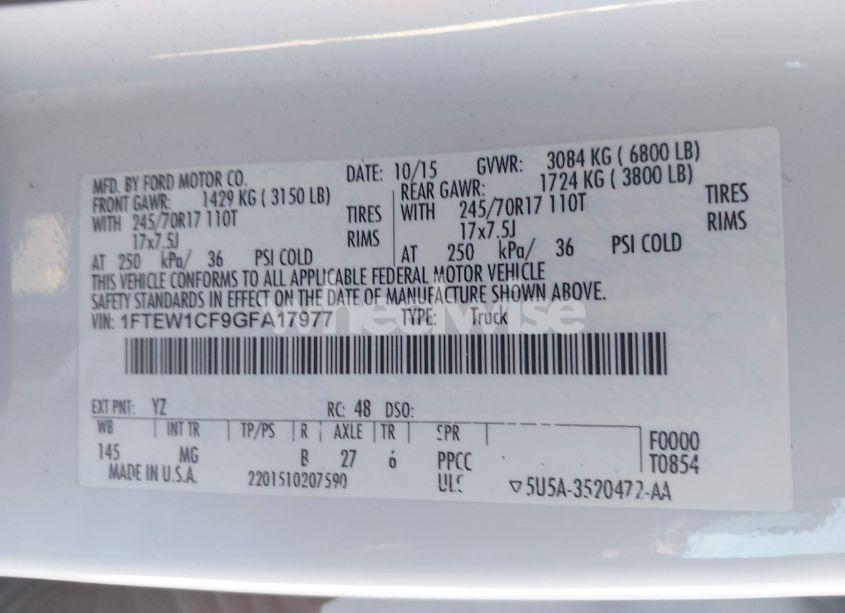 MFD. BY FORD MOTOR CO. DATE: 10/15 GVWR: 3084 KG ( 6800 LB)
FRONT GAWR: 1429 KG ( 3150 LB) REAR GAWR: 1724 KG ( 3800 LB)
WITH 245/70R17 110T TIRES WITH 245/70R17 110T TIRES
17x7.5J RIMS 17x7.5J RIMS
AT 250 kPa/ 36 PSI COLD AT 250 kPa/ 36 PSI COLD
THIS VEHICLE CONFORMS TO ALL APPLICABLE FEDERAL MOTOR VEHICLE
SAFETY STANDARDS IN EFFECT ON THE DATE OF MANUFACTURE SHOWN ABOVE.
VIN: 1FTEW1CF9GFA17977 TYPE: Truck
wheelwise
EXT PNT: YZ RC: 48 DSO:
WB INT TR TP/PS R AXLE TR SPR F0000
145 MG B 27 6 PPCC T0854
MADE IN U.S.A. 2201510207590 ULC ▽5U5A-3520472-AA